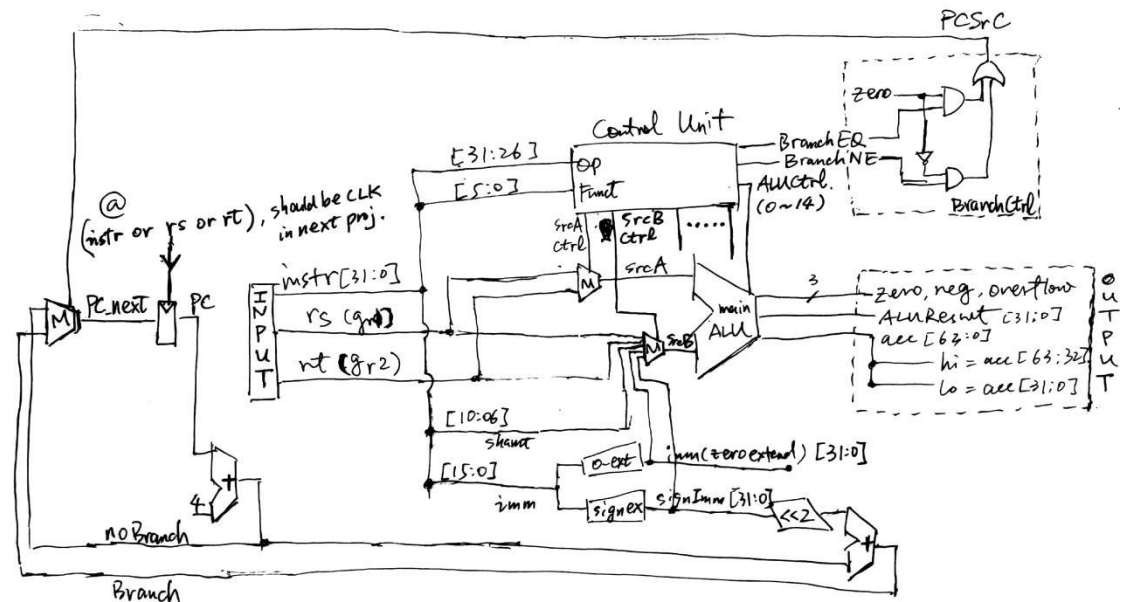 PCSrC
zero
Control Unit
BranchEQ
BranchNE
ALUCtrl.
(0~14)
BranchCtrl
[31:26]
OP
[5:0]
Funct
@
(instr or rs or rt), should be CLK
in next proj.
srcA
Ctrl
SrcB
Ctrl
.....
instr[31:0]
srcA
PC_next
PC
M
INPUT
rs (gr1)
rt (gr2)
M
M
srcB
main
ALU
3
zero, neg, overflow
ALUResult [31:0]
acc [63:0]
hi = acc[63:32]
lo = acc[31:0]
OUTPUT
[10:06]
shamt
[15:0]
imm
0-ext
imm(zeroextend) [31:0]
signex
signImm [31:0]
<<2
+
4
+
noBranch
Branch